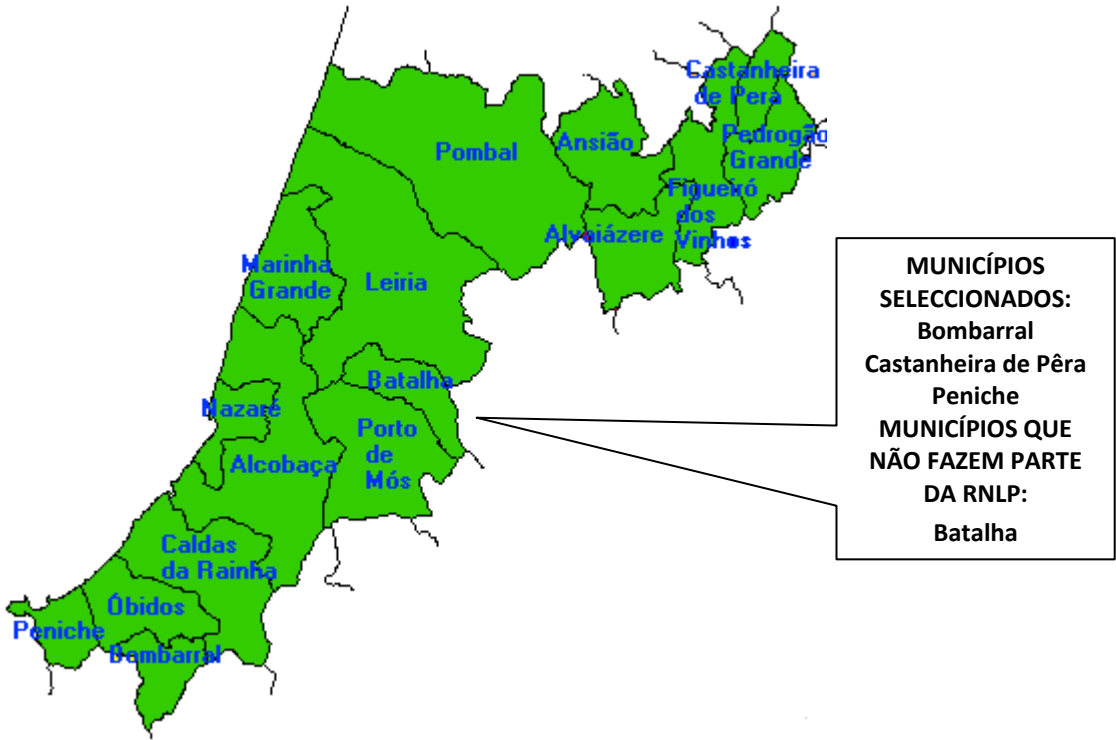 Castanheira
de Pera
Ansião
Pedrogão
Grande
Pombal
Figueiró
dos
Vinhos
Alvaiázere
Marinha
Grande
Leiria
MUNICÍPIOS
SELECCIONADOS:
Bombarral
Castanheira de Pêra
Peniche
MUNICÍPIOS QUE
NÃO FAZEM PARTE
DA RNLP:
Batalha
Batalha
Nazaré
Porto
de
Mós
Alcobaça
Caldas
da Rainha
Óbidos
Peniche
Bombarral